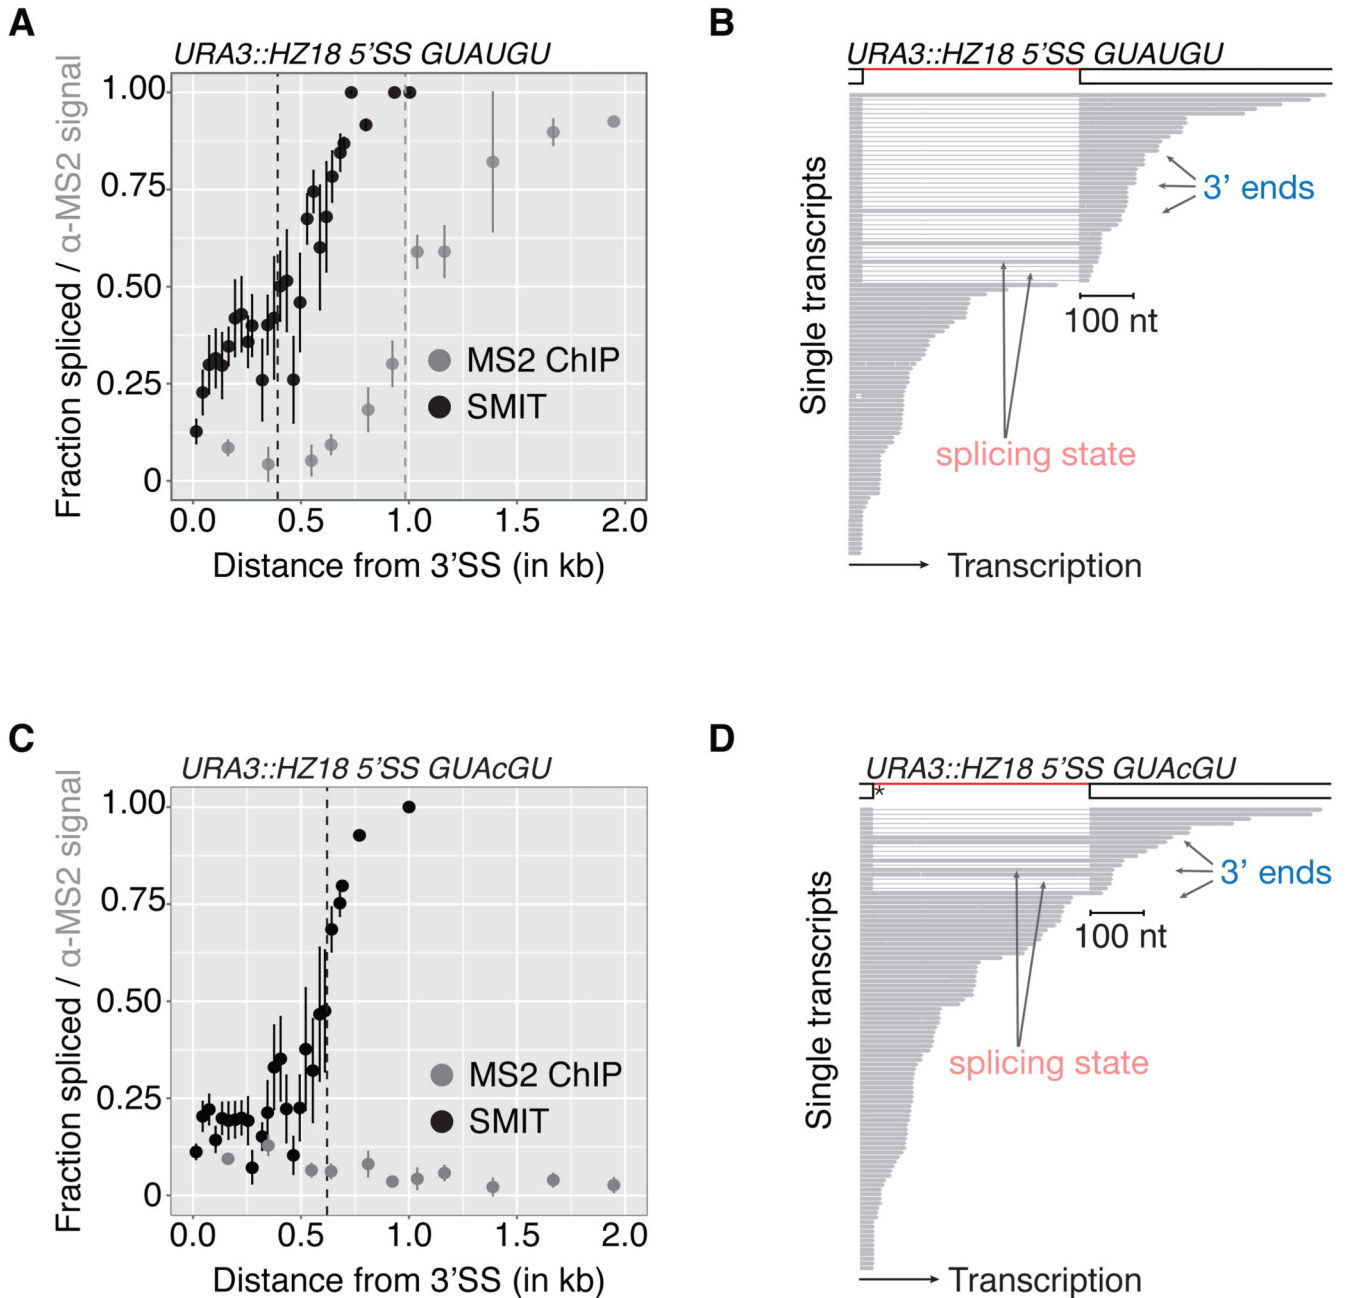 A
URA3::HZ18 5'SS GUAUGU
Fraction spliced / α-MS2 signal
1.00
0.75
0.50
0.25
0
MS2 ChIP
SMIT
0.0 0.5 1.0 1.5 2.0
Distance from 3'SS (in kb)
B
URA3::HZ18 5'SS GUAUGU
Single transcripts
3' ends
100 nt
splicing state
Transcription
C
URA3::HZ18 5'SS GUAcGU
Fraction spliced / α-MS2 signal
1.00
0.75
0.50
0.25
0
MS2 ChIP
SMIT
0.0 0.5 1.0 1.5 2.0
Distance from 3'SS (in kb)
D
URA3::HZ18 5'SS GUAcGU
*
Single transcripts
3' ends
100 nt
splicing state
Transcription